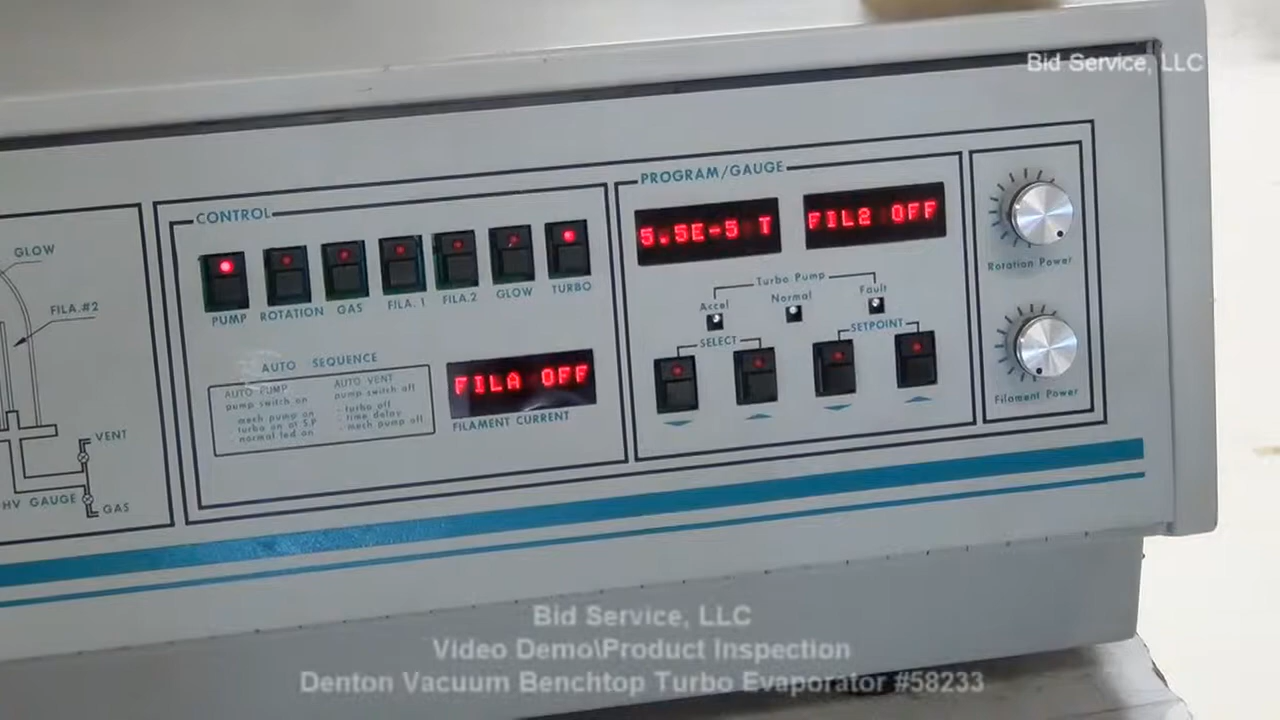 Bid Service, LLC
GLOW
FILA.#2
VENT
HV GAUGE
GAS
CONTROL
PUMP ROTATION GAS FILA. 1 FILA.2 GLOW TURBO
AUTO SEQUENCE
AUTO PUMP
pump switch on
mech pump on
turbo on at S.P
normal led on
AUTO VENT
pump switch off
- turbo off
- time delay
- mech pump off
FILA OFF
FILAMENT CURRENT
PROGRAM/GAUGE
5.5E-5 T FIL2 OFF
Turbo Pump
Accel Normal Fault
SELECT SETPOINT
Rotation Power
Filament Power
Bid Service, LLC
Video Demo\Product Inspection
Denton Vacuum Benchtop Turbo Evaporator #58233